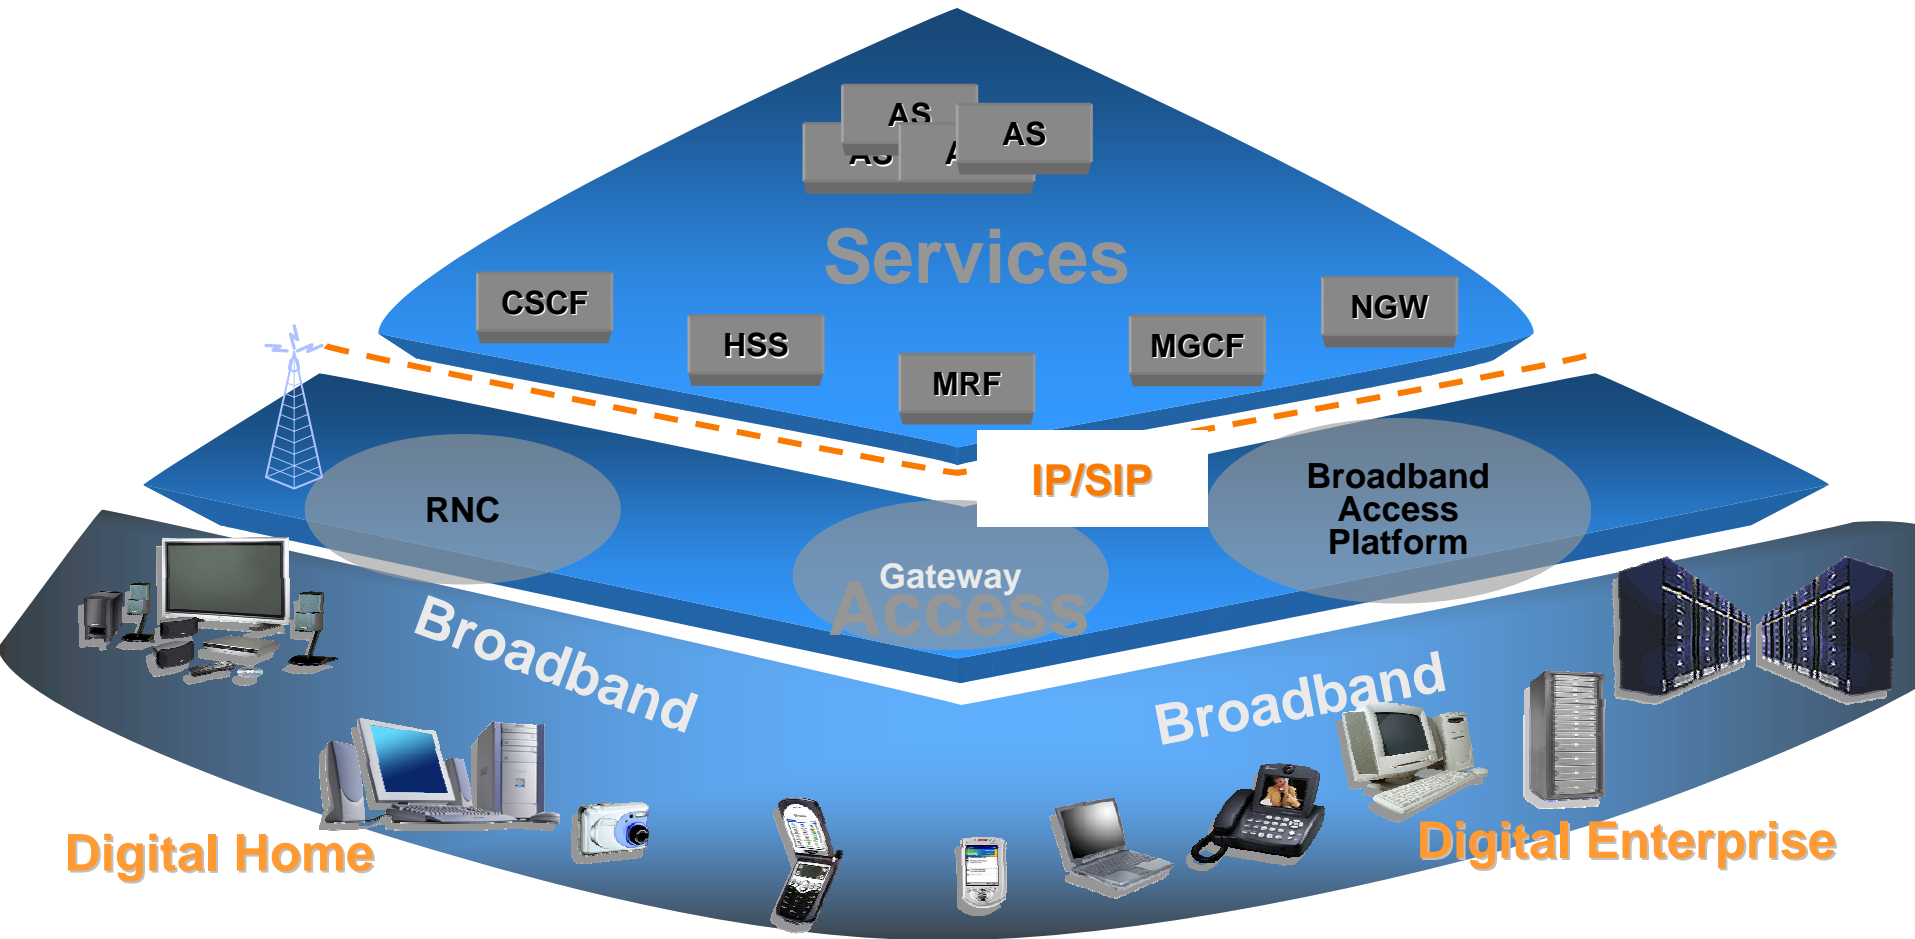 AS
AS
AS
Services
CSCF
NGW
HSS
MGCF
MRF
IP/SIP
Broadband
Access
Platform
RNC
Gateway
Access
Broadband
Broadband
Digital Home
Digital Enterprise